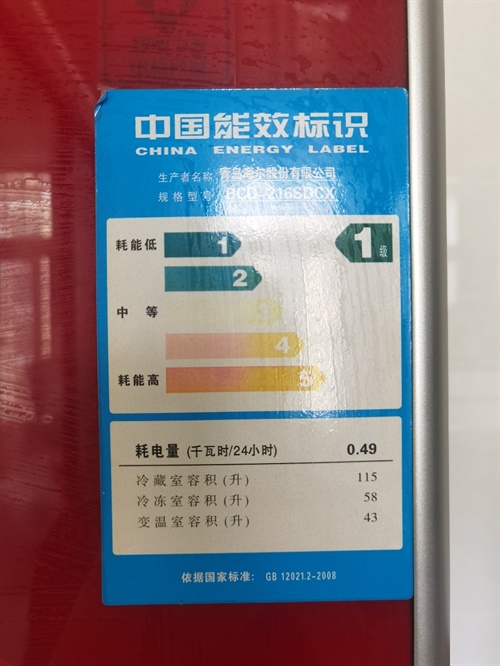 中国能效标识
CHINA ENERGY LABEL
生产者名称 青岛海尔股份有限公司
规格型号 BCD-216SDCX
耗能低 1 1级
2
中等 3
4
耗能高 5
耗电量 (千瓦时/24小时) 0.49
冷藏室容积(升) 115
冷冻室容积(升) 58
变温室容积(升) 43
依据国家标准: GB 12021.2-2008